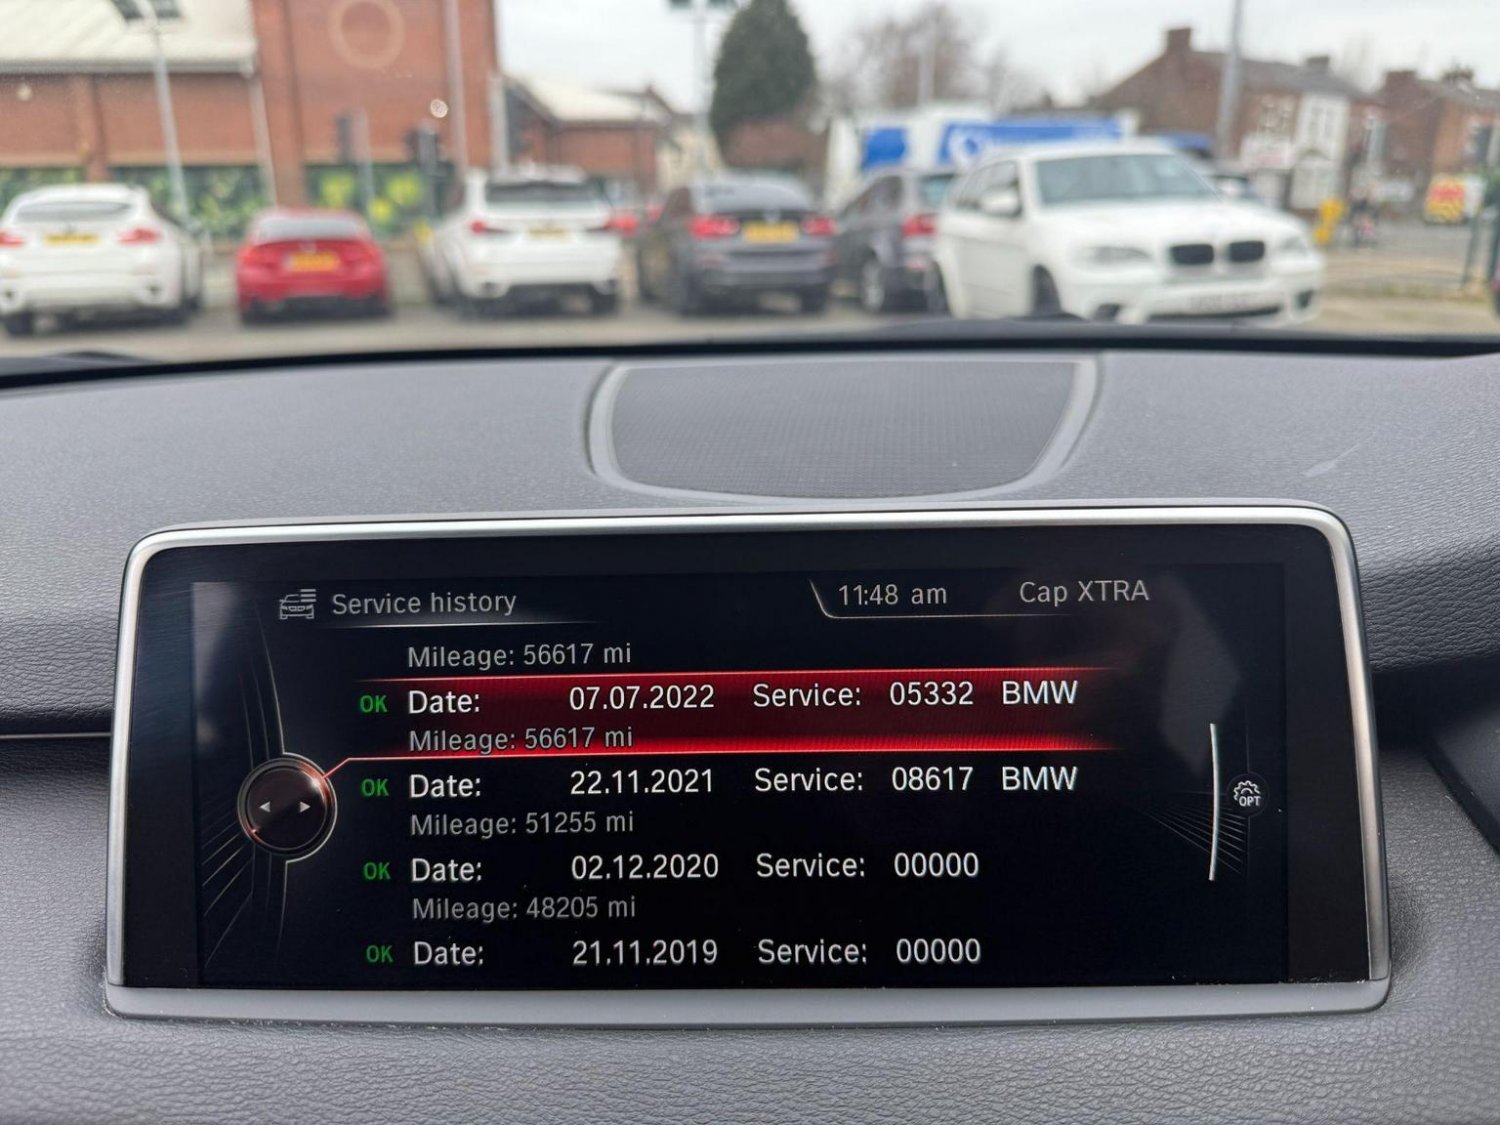 Service history
11:48 am
Cap XTRA
Mileage: 56617 mi
OK Date: 07.07.2022 Service: 05332 BMW
Mileage: 56617 mi
OK Date: 22.11.2021 Service: 08617 BMW
Mileage: 51255 mi
OK Date: 02.12.2020 Service: 00000
Mileage: 48205 mi
OK Date: 21.11.2019 Service: 00000
OPT